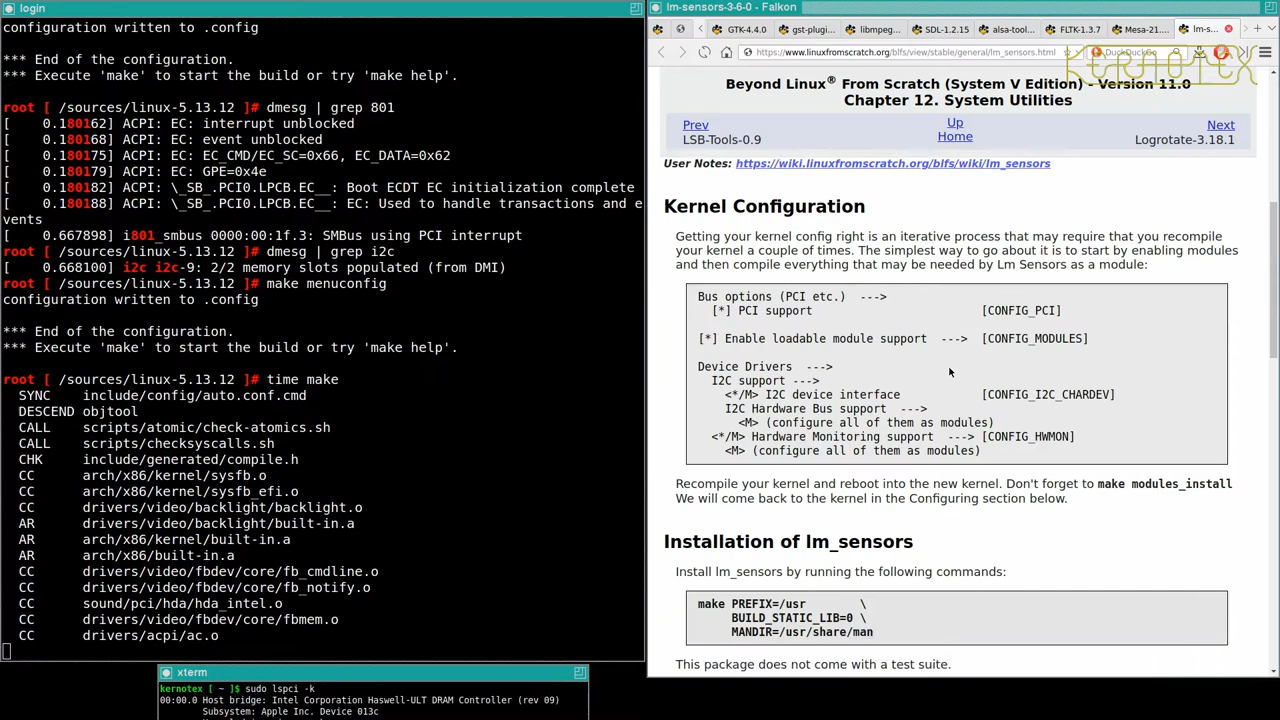 login
configuration written to .config
*** End of the configuration.
*** Execute 'make' to start the build or try 'make help'.
root [ /sources/linux-5.13.12 ]# dmesg | grep 801
[    0.180162] ACPI: EC: interrupt unblocked
[    0.180168] ACPI: EC: event unblocked
[    0.180175] ACPI: EC: EC_CMD/EC_SC=0x66, EC_DATA=0x62
[    0.180179] ACPI: EC: GPE=0x4e
[    0.180182] ACPI: \_SB_.PCI0.LPCB.EC__: Boot ECDT EC initialization complete
[    0.180188] ACPI: \_SB_.PCI0.LPCB.EC__: EC: Used to handle transactions and e
vents
[    0.667898] i801_smbus 0000:00:1f.3: SMBus using PCI interrupt
root [ /sources/linux-5.13.12 ]# dmesg | grep i2c
[    0.668100] i2c i2c-9: 2/2 memory slots populated (from DMI)
root [ /sources/linux-5.13.12 ]# make menuconfig
configuration written to .config
*** End of the configuration.
*** Execute 'make' to start the build or try 'make help'.
root [ /sources/linux-5.13.12 ]# time make
SYNC    include/config/auto.conf.cmd
DESCEND objtool
CALL    scripts/atomic/check-atomics.sh
CALL    scripts/checksyscalls.sh
CHK     include/generated/compile.h
CC      arch/x86/kernel/sysfb.o
CC      arch/x86/kernel/sysfb_efi.o
CC      drivers/video/backlight/backlight.o
AR      drivers/video/backlight/built-in.a
AR      arch/x86/kernel/built-in.a
AR      arch/x86/built-in.a
CC      drivers/video/fbdev/core/fb_cmdline.o
CC      drivers/video/fbdev/core/fb_notify.o
CC      sound/pci/hda/hda_intel.o
CC      drivers/video/fbdev/core/fbmem.o
CC      drivers/acpi/ac.o
xterm
kernotex [ ~ ]$ sudo lspci -k
00:00.0 Host bridge: Intel Corporation Haswell-ULT DRAM Controller (rev 09)
Subsystem: Apple Inc. Device 013c
lm-sensors-3-6-0 - Falkon
GTK-4.4.0 gst-plugin... libmpeg... SDL-1.2.15 alsa-tool... FLTK-1.3.7 Mesa-21.... lm-s...
https://www.linuxfromscratch.org/blfs/view/stable/general/lm_sensors.html DuckDuckGo
KERNOTEX
Beyond Linux® From Scratch (System V Edition) - Version 11.0
Chapter 12. System Utilities
Prev Up Next
LSB-Tools-0.9 Home Logrotate-3.18.1
User Notes: https://wiki.linuxfromscratch.org/blfs/wiki/lm_sensors
Kernel Configuration
Getting your kernel config right is an iterative process that may require that you recompile
your kernel a couple of times. The simplest way to go about it is to start by enabling modules
and then compile everything that may be needed by Lm Sensors as a module:
Bus options (PCI etc.) --->
[*] PCI support [CONFIG_PCI]
[*] Enable loadable module support ---> [CONFIG_MODULES]
Device Drivers --->
I2C support --->
<*/M> I2C device interface [CONFIG_I2C_CHARDEV]
I2C Hardware Bus support --->
<M> (configure all of them as modules)
<*/M> Hardware Monitoring support ---> [CONFIG_HWMON]
<M> (configure all of them as modules)
Recompile your kernel and reboot into the new kernel. Don't forget to make modules_install
We will come back to the kernel in the Configuring section below.
Installation of lm_sensors
Install lm_sensors by running the following commands:
make PREFIX=/usr \
BUILD_STATIC_LIB=0 \
MANDIR=/usr/share/man
This package does not come with a test suite.